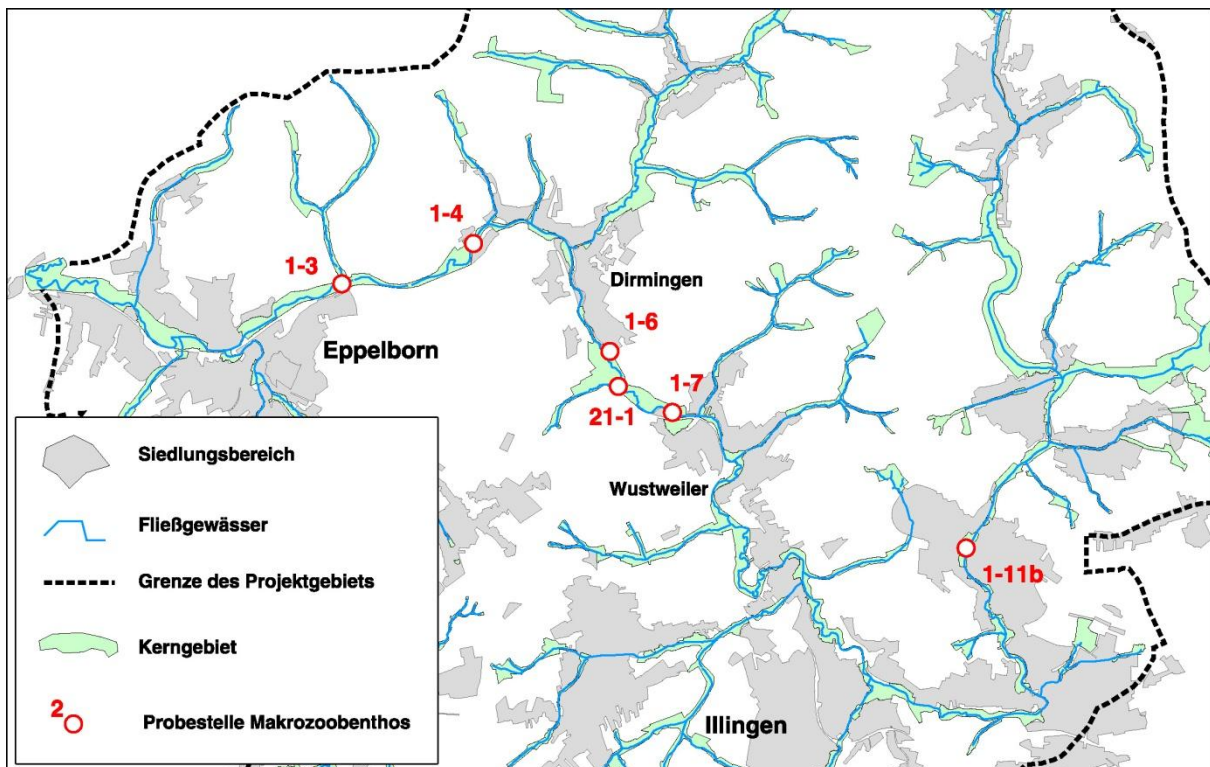 1-4
1-3
Dirmingen
1-6
Eppelborn
1-7
21-1
Wustweiler
1-11b
Illingen
Siedlungsbereich
Fließgewässer
Grenze des Projektgebiets
Kerngebiet
2
Probestelle Makrozoobenthos